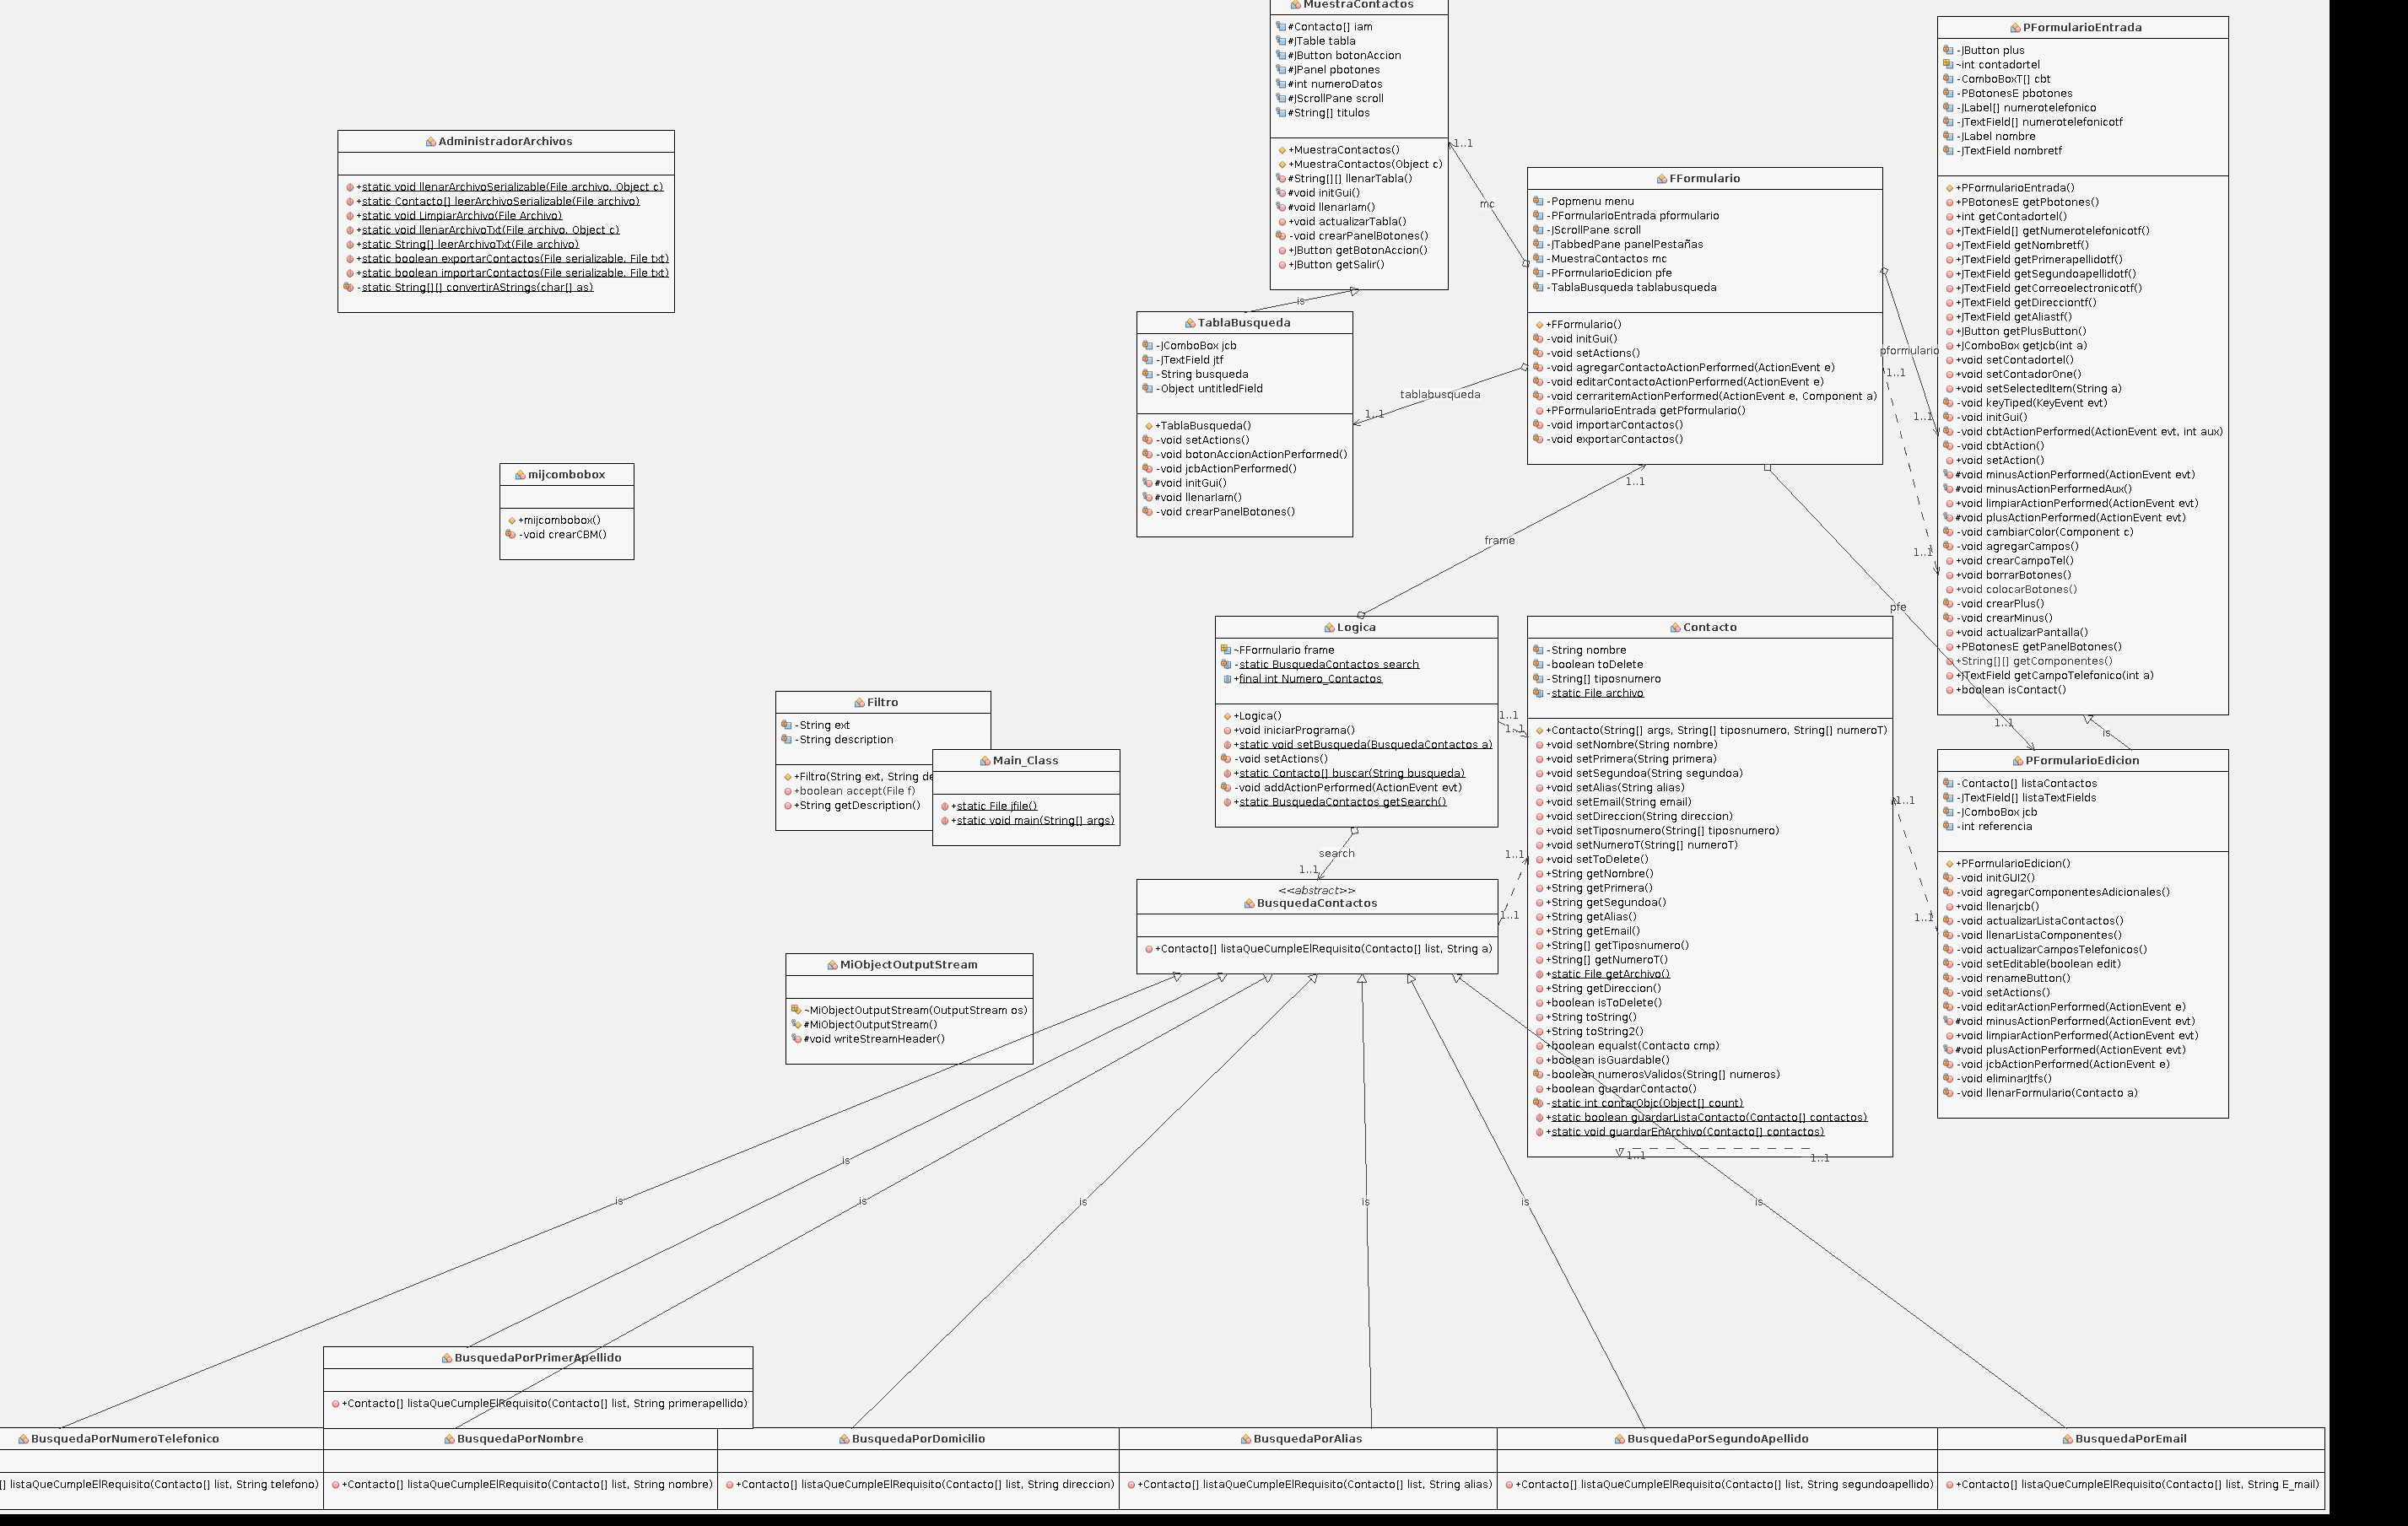 MuestraContactos
#Contacto[] iam
#JTable tabla
#JButton botonAccion
#JPanel pbotones
#int numeroDatos
#JScrollPane scroll
#String[] titulos
+MuestraContactos()
+MuestraContactos(Object c)
#String[][] llenarTabla()
#void initGui()
#void llenarIam()
+void actualizarTabla()
-void crearPanelBotones()
+JButton getBotonAccion()
+JButton getSalir()
PFormularioEntrada
-JButton plus
~int contadortel
-ComboBoxT[] cbt
-PBotonesE pbotones
-JLabel[] numerotelefonico
-JTextField[] numerotelefonicotf
-JLabel nombre
-JTextField nombretf
+PFormularioEntrada()
+PBotonesE getPbotones()
+int getContadortel()
+JTextField[] getNumerotelefonicotf()
+JTextField getNombretf()
+JTextField getPrimerapellidotf()
+JTextField getSegundoapellidotf()
+JTextField getCorreoelectronicotf()
+JTextField getDirecciontf()
+JTextField getAliastf()
+JButton getPlusButton()
+JComboBox getJcb(int a)
+void setContadortel()
+void setContadorOne()
+void setSelectedItem(String a)
-void keyTiped(KeyEvent evt)
-void initGui()
-void cbtActionPerformed(ActionEvent evt, int aux)
-void cbtAction()
+void setAction()
#void minusActionPerformed(ActionEvent evt)
#void minusActionPerformedAux()
+void limpiarActionPerformed(ActionEvent evt)
#void plusActionPerformed(ActionEvent evt)
-void cambiarColor(Component c)
-void agregarCampos()
+void crearCampoTel()
+void borrarBotones()
+void colocarBotones()
-void crearPlus()
-void crearMinus()
+void actualizarPantalla()
+PBotonesE getPanelBotones()
+String[][] getComponentes()
+JTextField getCampoTelefonico(int a)
+boolean isContact()
AdministradorArchivos
+static void llenarArchivoSerializable(File archivo, Object c)
+static Contacto[] leerArchivoSerializable(File archivo)
+static void LimpiarArchivo(File Archivo)
+static void llenarArchivoTxt(File archivo, Object c)
+static String[] leerArchivoTxt(File archivo)
+static boolean exportarContactos(File serializable, File txt)
+static boolean importarContactos(File serializable, File txt)
-static String[][] convertirAStrings(char[] as)
1..1
mc
FFormulario
-Popmenu menu
-PFormularioEntrada pformulario
-JScrollPane scroll
-JTabbedPane panelPestañas
-MuestraContactos mc
-PFormularioEdicion pfe
-TablaBusqueda tablabusqueda
+FFormulario()
-void initGui()
-void setActions()
-void agregarContactoActionPerformed(ActionEvent e)
-void editarContactoActionPerformed(ActionEvent e)
-void cerraritemActionPerformed(ActionEvent e, Component a)
+PFormularioEntrada getPformulario()
-void importarContactos()
-void exportarContactos()
is
TablaBusqueda
-JComboBox jcb
-JTextField jtf
-String busqueda
-Object untitledField
+TablaBusqueda()
-void setActions()
-void botonAccionActionPerformed()
-void jcbActionPerformed()
#void initGui()
#void llenarIam()
-void crearPanelBotones()
tablabusqueda
1..1
pformulario
1..1
1..1
1..1
mijcombobox
+mijcombobox()
-void crearCBM()
1..1
frame
pfe
1..1
Logica
~FFormulario frame
-static BusquedaContactos search
+final int Numero_Contactos
+Logica()
+void iniciarPrograma()
+static void setBusqueda(BusquedaContactos a)
-void setActions()
+static Contacto[] buscar(String busqueda)
-void addActionPerformed(ActionEvent evt)
+static BusquedaContactos getSearch()
Contacto
-String nombre
-boolean toDelete
-String[] tiposnumero
-static File archivo
+Contacto(String[] args, String[] tiposnumero, String[] numeroT)
+void setNombre(String nombre)
+void setPrimera(String primera)
+void setSegundoa(String segundoa)
+void setAlias(String alias)
+void setEmail(String email)
+void setDireccion(String direccion)
+void setTiposnumero(String[] tiposnumero)
+void setNumeroT(String[] numeroT)
+void setToDelete()
+String getNombre()
+String getPrimera()
+String getSegundoa()
+String getAlias()
+String getEmail()
+String[] getTiposnumero()
+String[] getNumeroT()
+static File getArchivo()
+String getDireccion()
+boolean isToDelete()
+String toString()
+String toString2()
+boolean equalst(Contacto cmp)
+boolean isGuardable()
-boolean numerosValidos(String[] numeros)
+boolean guardarContacto()
-static int contarObjc(Object[] count)
+static boolean guardarListaContacto(Contacto[] contactos)
+static void guardarEnArchivo(Contacto[] contactos)
1..1
1..1
1..1
1..1
Filtro
-String ext
-String description
+Filtro(String ext, String de
+boolean accept(File f)
+String getDescription()
Main_Class
+static File jfile()
+static void main(String[] args)
is
PFormularioEdicion
-Contacto[] listaContactos
-JTextField[] listaTextFields
-JComboBox jcb
-int referencia
+PFormularioEdicion()
-void initGUI2()
-void agregarComponentesAdicionales()
+void llenarjcb()
-void actualizarListaContactos()
-void llenarListaComponentes()
-void actualizarCamposTelefonicos()
-void setEditable(boolean edit)
-void renameButton()
-void setActions()
-void editarActionPerformed(ActionEvent e)
#void minusActionPerformed(ActionEvent evt)
+void limpiarActionPerformed(ActionEvent evt)
#void plusActionPerformed(ActionEvent evt)
-void jcbActionPerformed(ActionEvent e)
-void eliminarJtfs()
-void llenarFormulario(Contacto a)
1..1
1..1
search
1..1
1..1
1..1
<<abstract>>
BusquedaContactos
+Contacto[] listaQueCumpleElRequisito(Contacto[] list, String a)
MiObjectOutputStream
~MiObjectOutputStream(OutputStream os)
#MiObjectOutputStream()
#void writeStreamHeader()
is
is
is
is
is
is
is
BusquedaPorPrimerApellido
+Contacto[] listaQueCumpleElRequisito(Contacto[] list, String primerapellido)
BusquedaPorNumeroTelefonico
[] listaQueCumpleElRequisito(Contacto[] list, String telefono)
BusquedaPorNombre
+Contacto[] listaQueCumpleElRequisito(Contacto[] list, String nombre)
BusquedaPorDomicilio
+Contacto[] listaQueCumpleElRequisito(Contacto[] list, String direccion)
BusquedaPorAlias
+Contacto[] listaQueCumpleElRequisito(Contacto[] list, String alias)
BusquedaPorSegundoApellido
+Contacto[] listaQueCumpleElRequisito(Contacto[] list, String segundoapellido)
BusquedaPorEmail
+Contacto[] listaQueCumpleElRequisito(Contacto[] list, String E_mail)